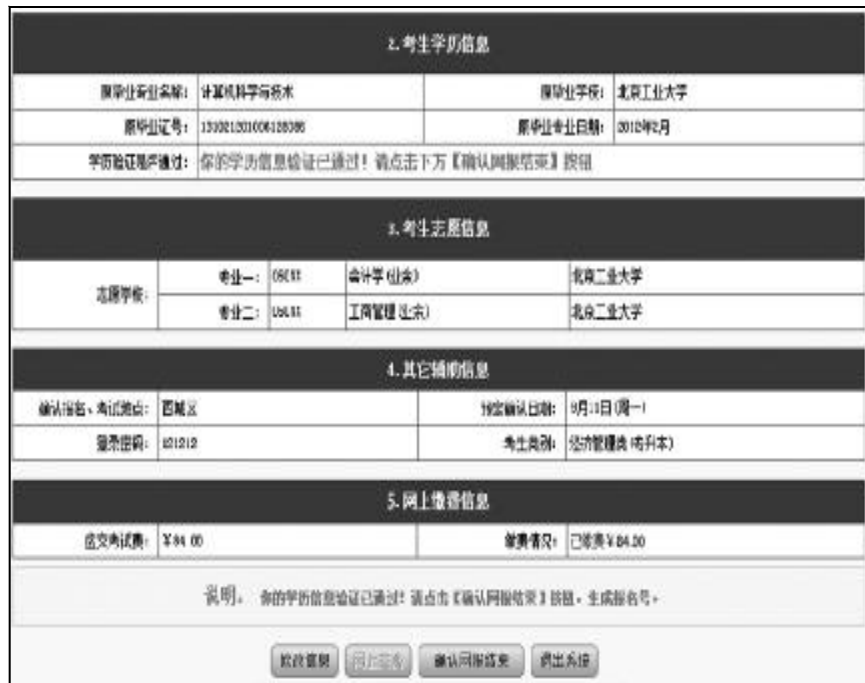 2.考生学历信息
原毕业专业名称： 计算机科学与技术 原毕业学校： 北京工业大学
原毕业证号： 原毕业专业日期： 2012年2月
学历验证是否通过： 你的学历信息验证已通过！请点击下方【确认网报结束】按钮
3.考生志愿信息
志愿学校： 专业一： 会计学(业余) 北京工业大学
专业二： 工商管理(业余) 北京工业大学
4.其它辅助信息
确认报名、考试地点： 西城区 预定确认日期： (周一)
登录密码： 121212 考生类别： 经济管理类(专升本)
5.网上缴费信息
应交考试费： ￥84.00 缴费情况： 已缴费￥84.00
说明： 你的学历信息验证已通过！请点击【确认网报结束】按钮，生成报名号。
修改信息 网上签名 确认网报结束 退出系统